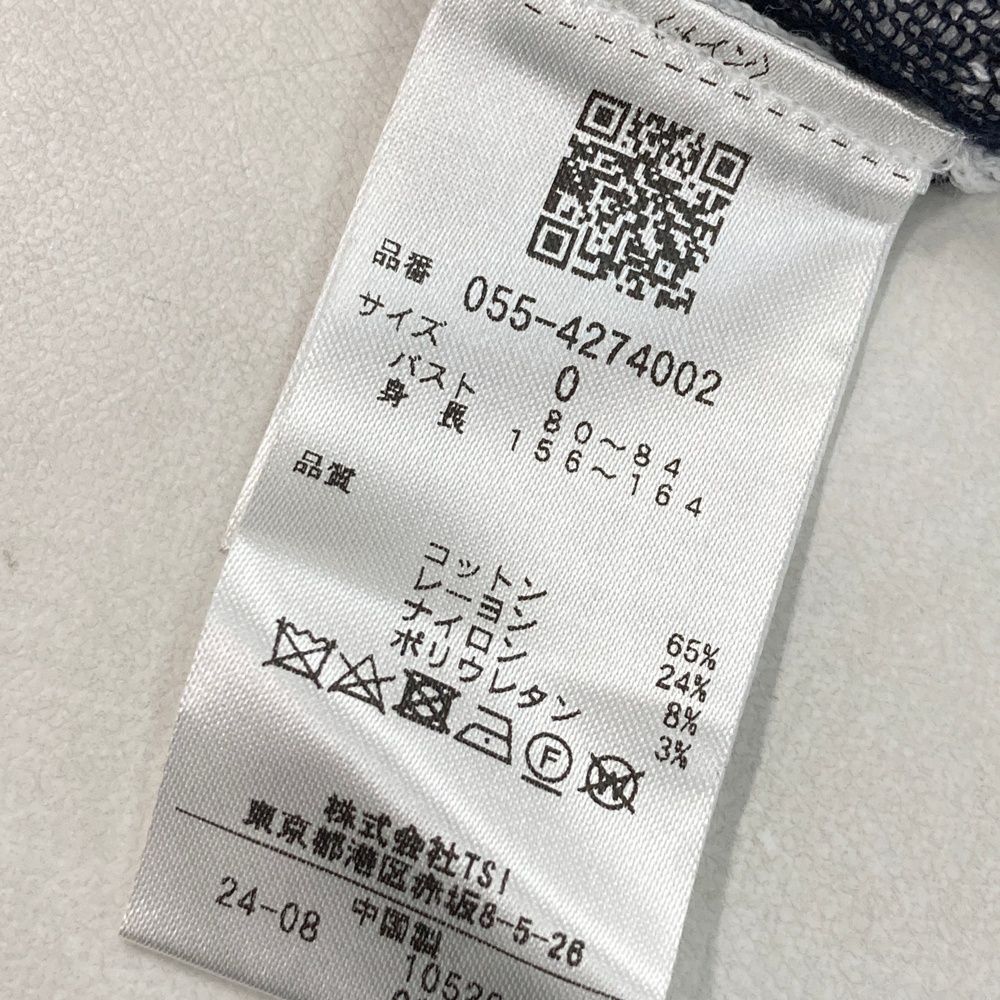 品番 055-4274002
サイズ 0
バスト 80～84
身長 156～164
品質
コットン 65%
レーヨン 24%
ナイロン 8%
ポリウレタン 3%
F
W
株式会社TSI
東京都港区赤坂8-5-26
24-08 中国製